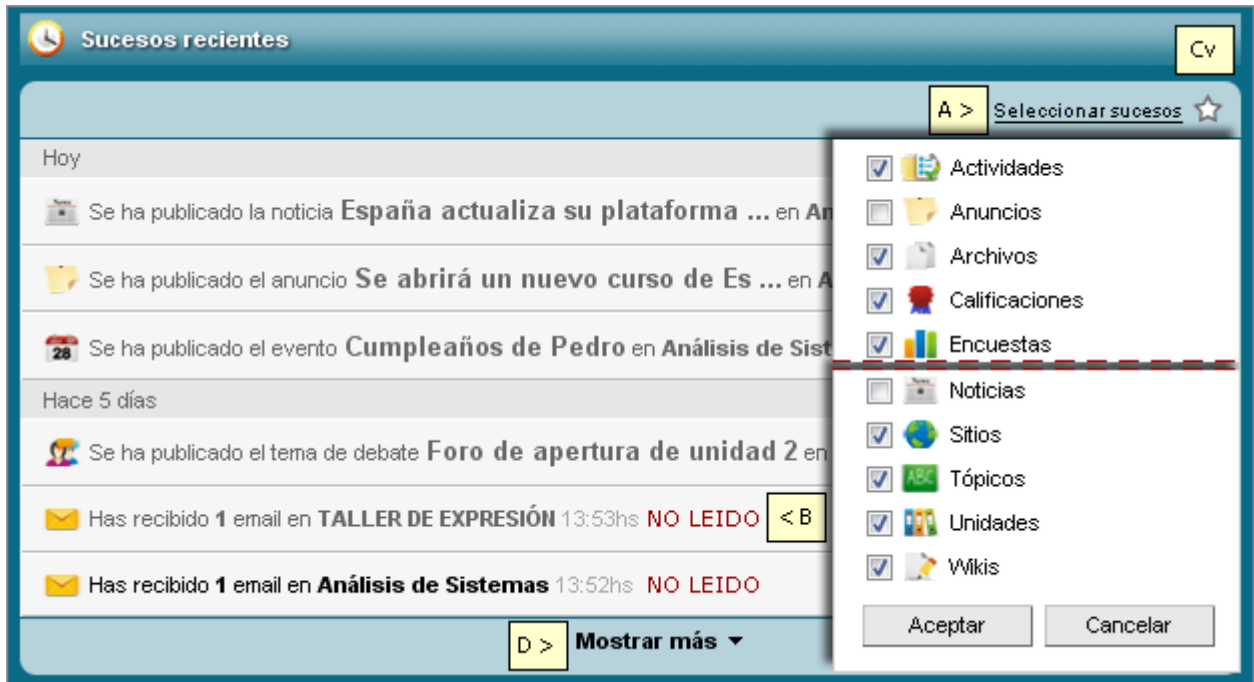 Sucesos recientes
Cv
A > Seleccionar sucesos
Hoy
Se ha publicado la noticia España actualiza su plataforma ... en An
Se ha publicado el anuncio Se abrirá un nuevo curso de Es ... en A
28 Se ha publicado el evento Cumpleaños de Pedro en Análisis de Sist
Hace 5 días
Se ha publicado el tema de debate Foro de apertura de unidad 2 en
Has recibido 1 email en TALLER DE EXPRESIÓN 13:53hs NO LEIDO < B
Has recibido 1 email en Análisis de Sistemas 13:52hs NO LEIDO
D > Mostrar más
Actividades
Anuncios
Archivos
Calificaciones
Encuestas
News
Noticias
Sitios
ABC Tópicos
Unidades
Wikis
Aceptar Cancelar